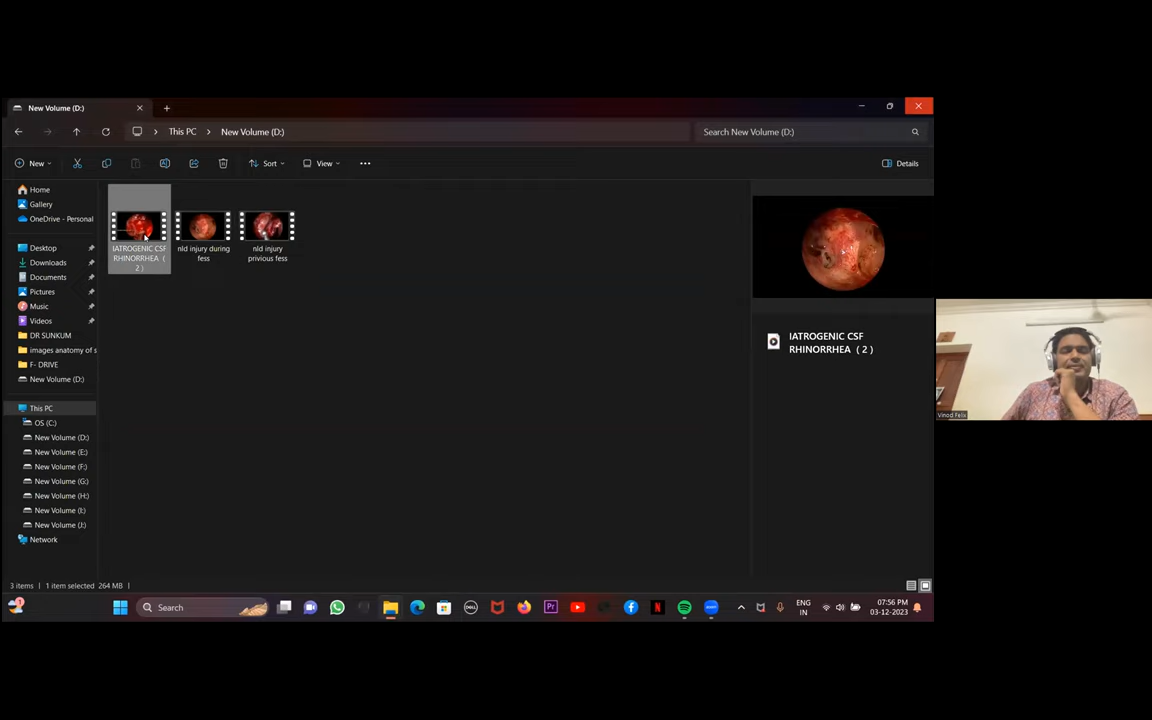 New Volume (D:)
This PC
New Volume (D:)
Search New Volume (D:)
New
Sort
View
Details
Home
Gallery
OneDrive - Personal
Desktop
Downloads
Documents
Pictures
Music
Videos
DR SUNKUM
images anatomy of s
F- DRIVE
New Volume (D:)
This PC
OS (C:)
New Volume (D:)
New Volume (E:)
New Volume (F:)
New Volume (G:)
New Volume (H:)
New Volume (I:)
New Volume (J:)
Network
IATROGENIC CSF
RHINORRHEA (
2 )
nld injury during
fess
nld injury
privious fess
IATROGENIC CSF
RHINORRHEA ( 2 )
Vinod Felix
3 items
1 item selected 264 MB
Search
DELL
Pr
N
zoom
ENG
IN
07:56 PM
03-12-2023